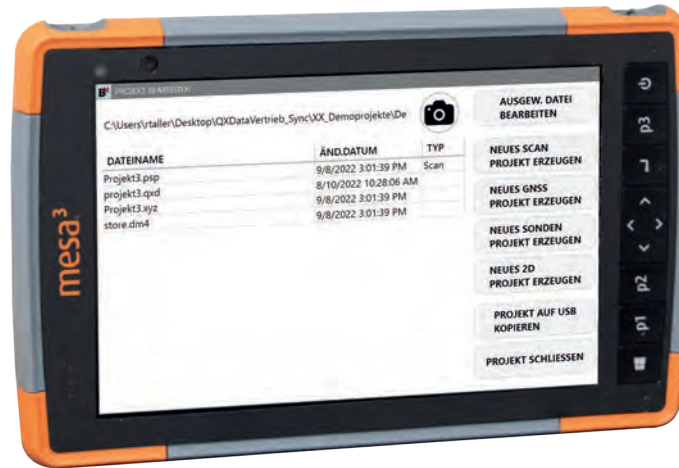 mesa³
PROJEKT BEARBEITEN
C:\Users\rtaller\Desktop\QXDataVertrieb_Sync\XX_Demoprojekte\De
DATEINAME ÄND.DATUM TYP
Projekt3.psp 9/8/2022 3:01:39 PM Scan
projekt3.qxd 8/10/2022 10:28:06 AM
Projekt3.xyz 9/8/2022 3:01:39 PM
store.dm4 9/8/2022 3:01:39 PM
AUSGEW. DATEI
BEARBEITEN
NEUES SCAN
PROJEKT ERZEUGEN
NEUES GNSS
PROJEKT ERZEUGEN
NEUES SONDEN
PROJEKT ERZEUGEN
NEUES 2D
PROJEKT ERZEUGEN
PROJEKT AUF USB
KOPIEREN
PROJEKT SCHLIESSEN
p3
p2
p1